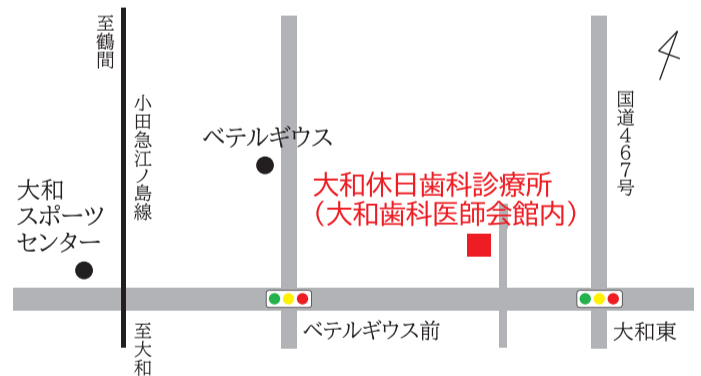 至鶴間
小田急江ノ島線
ベテルギウス
国道467号
大和
スポーツ
センター
大和休日歯科診療所
（大和歯科医師会館内）
至大和
ベテルギウス前
大和東